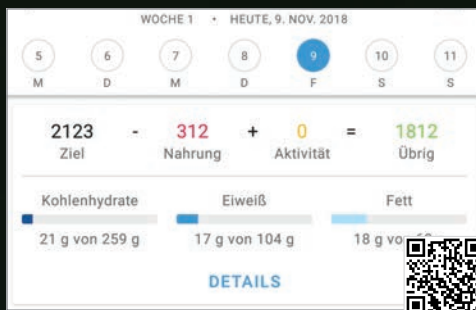 WOCHE 1 • HEUTE, 9. NOV. 2018
5 6 7 8 9 10 11
M D M D F S S
2123 - 312 + 0 = 1812
Ziel Nahrung Aktivität Übrig
Kohlenhydrate Eiweiß Fett
21 g von 259 g 17 g von 104 g 18 g von
DETAILS